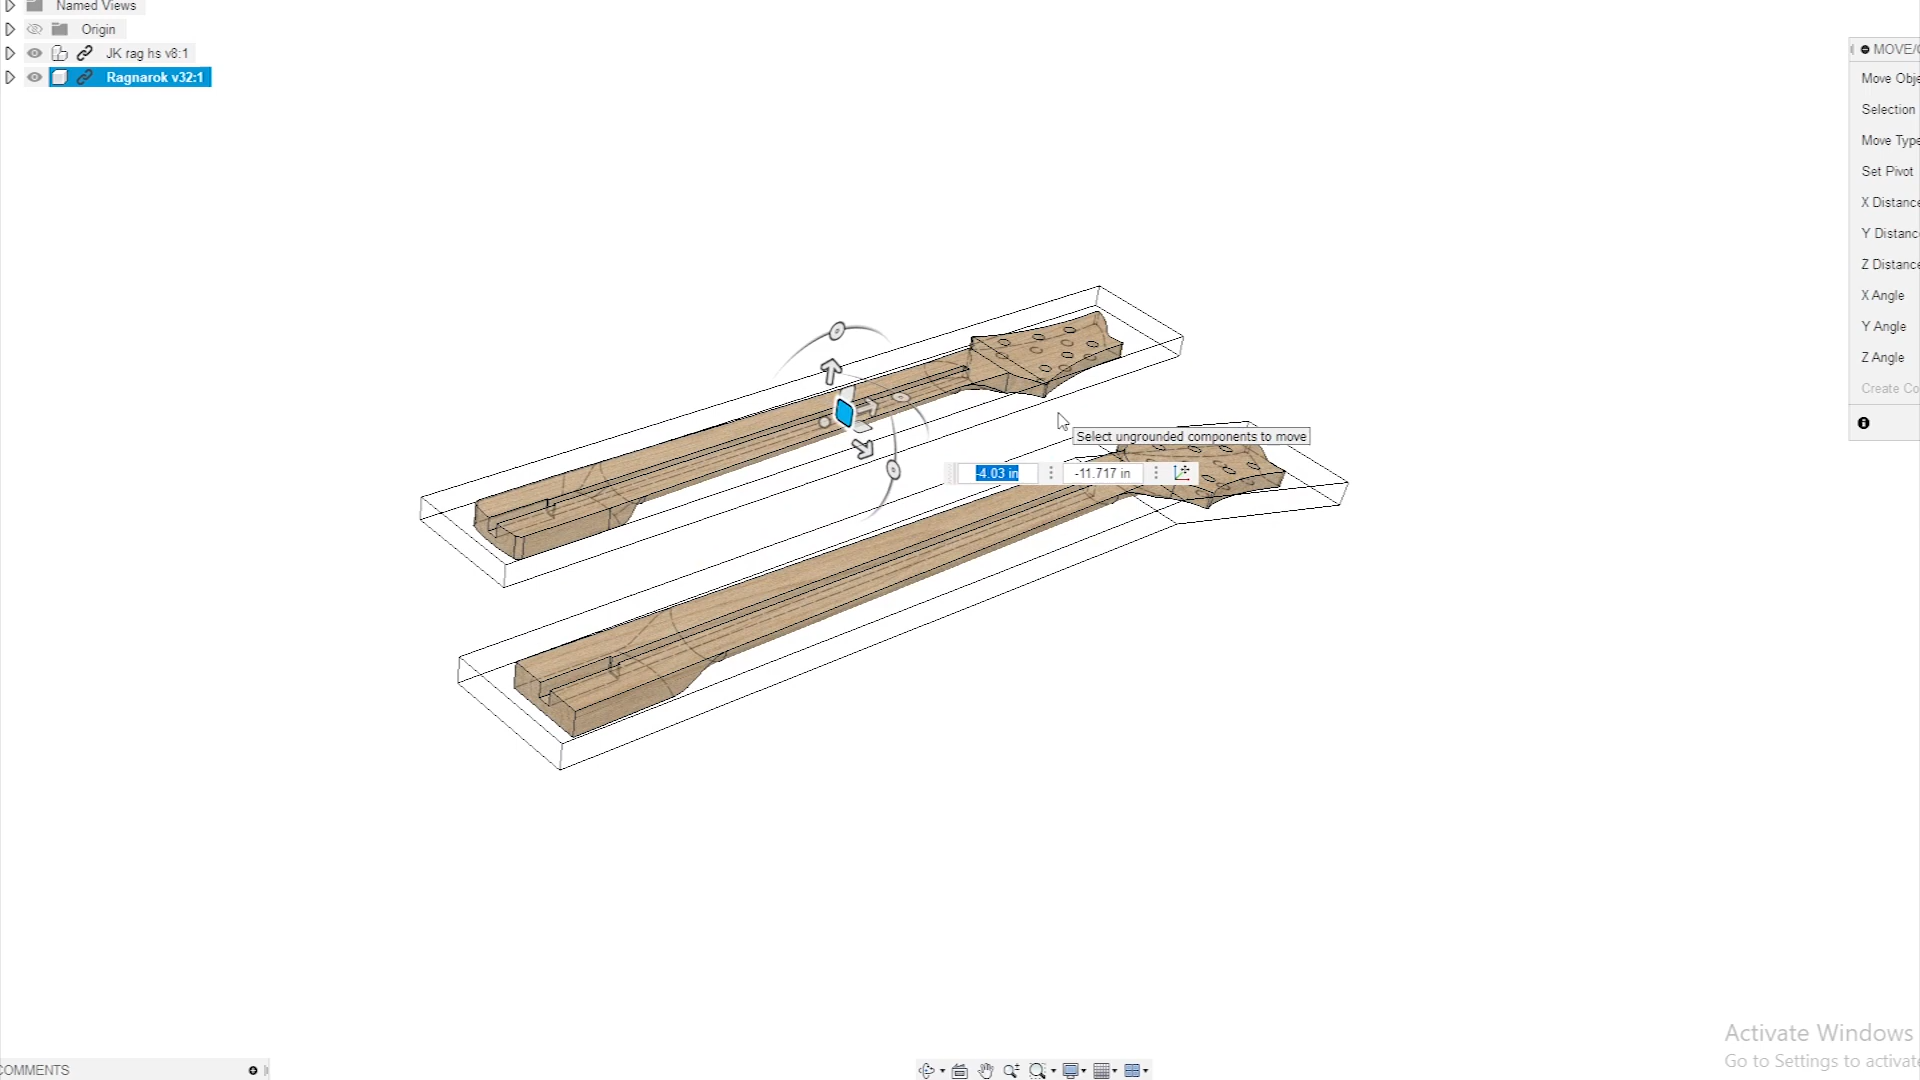 Named Views
Origin
JK rag hs v8:1
Ragnarok v32:1
MOVE/
Move Obje
Selection
Move Type
Set Pivot
X Distance
Y Distanc
Z Distance
X Angle
Y Angle
Z Angle
Create Co
Select ungrounded components to move
-4.03 in
-11.717 in
Activate Windows
Go to Settings to activate
COMMENTS